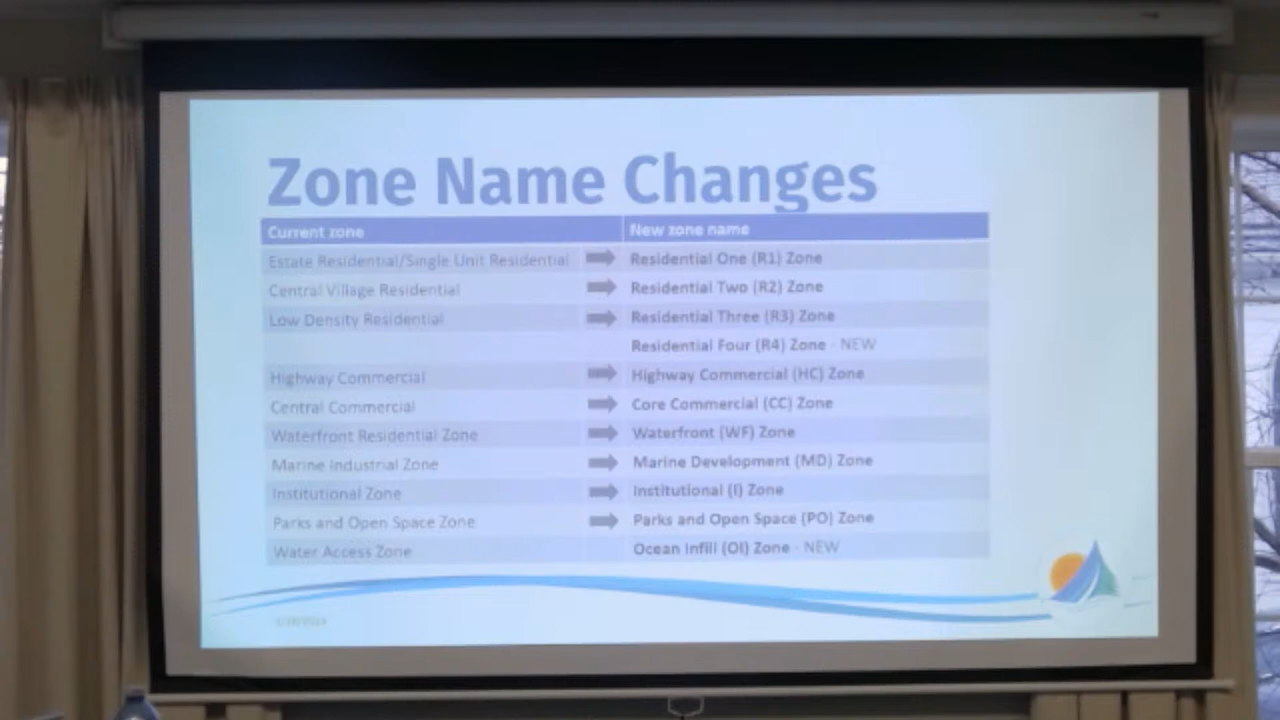 Zone Name Changes
Current zone New zone name
Estate Residential/Single Unit Residential Residential One (R1) Zone
Central Village Residential Residential Two (R2) Zone
Low Density Residential Residential Three (R3) Zone
Residential Four (R4) Zone - NEW
Highway Commercial Highway Commercial (HC) Zone
Central Commercial Core Commercial (CC) Zone
Waterfront Residential Zone Waterfront (WF) Zone
Marine Industrial Zone Marine Development (MD) Zone
Institutional Zone Institutional (I) Zone
Parks and Open Space Zone Parks and Open Space (PO) Zone
Water Access Zone Ocean Infill (OI) Zone - NEW